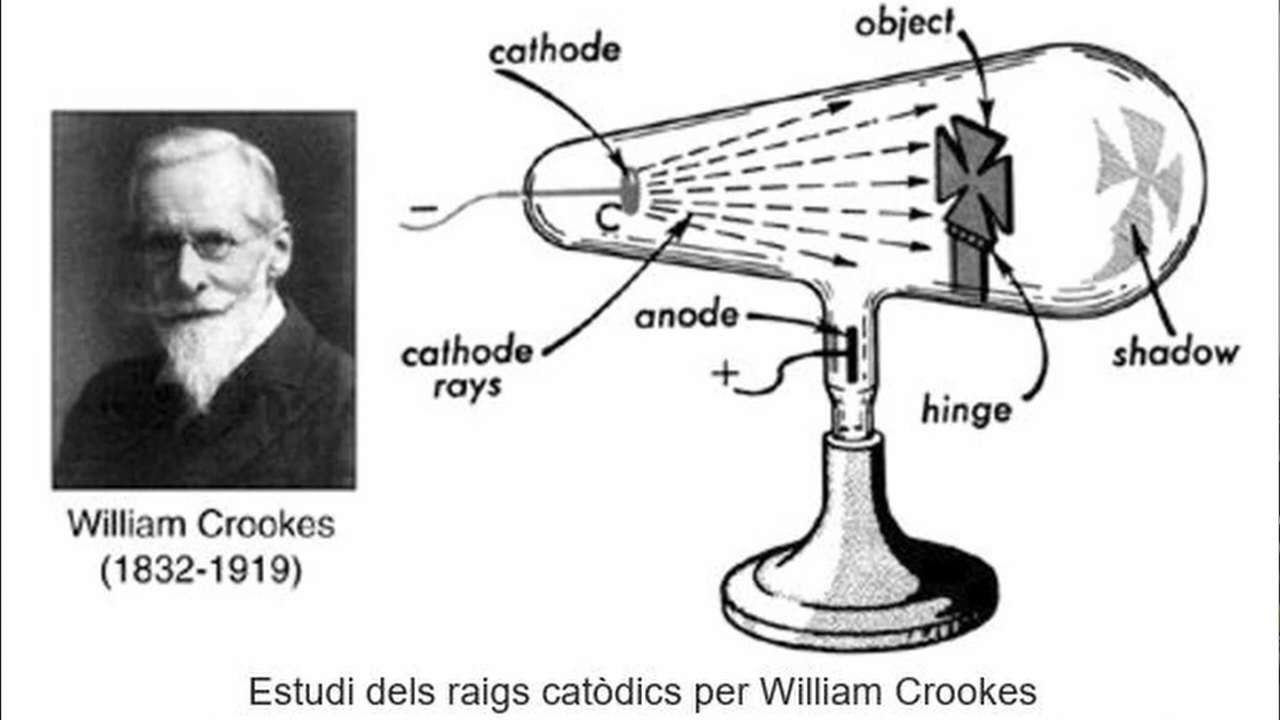 cathode
object
−
C
anode
+
cathode
rays
hinge
shadow
William Crookes
(1832-1919)
Estudi dels raigs catòdics per William Crookes